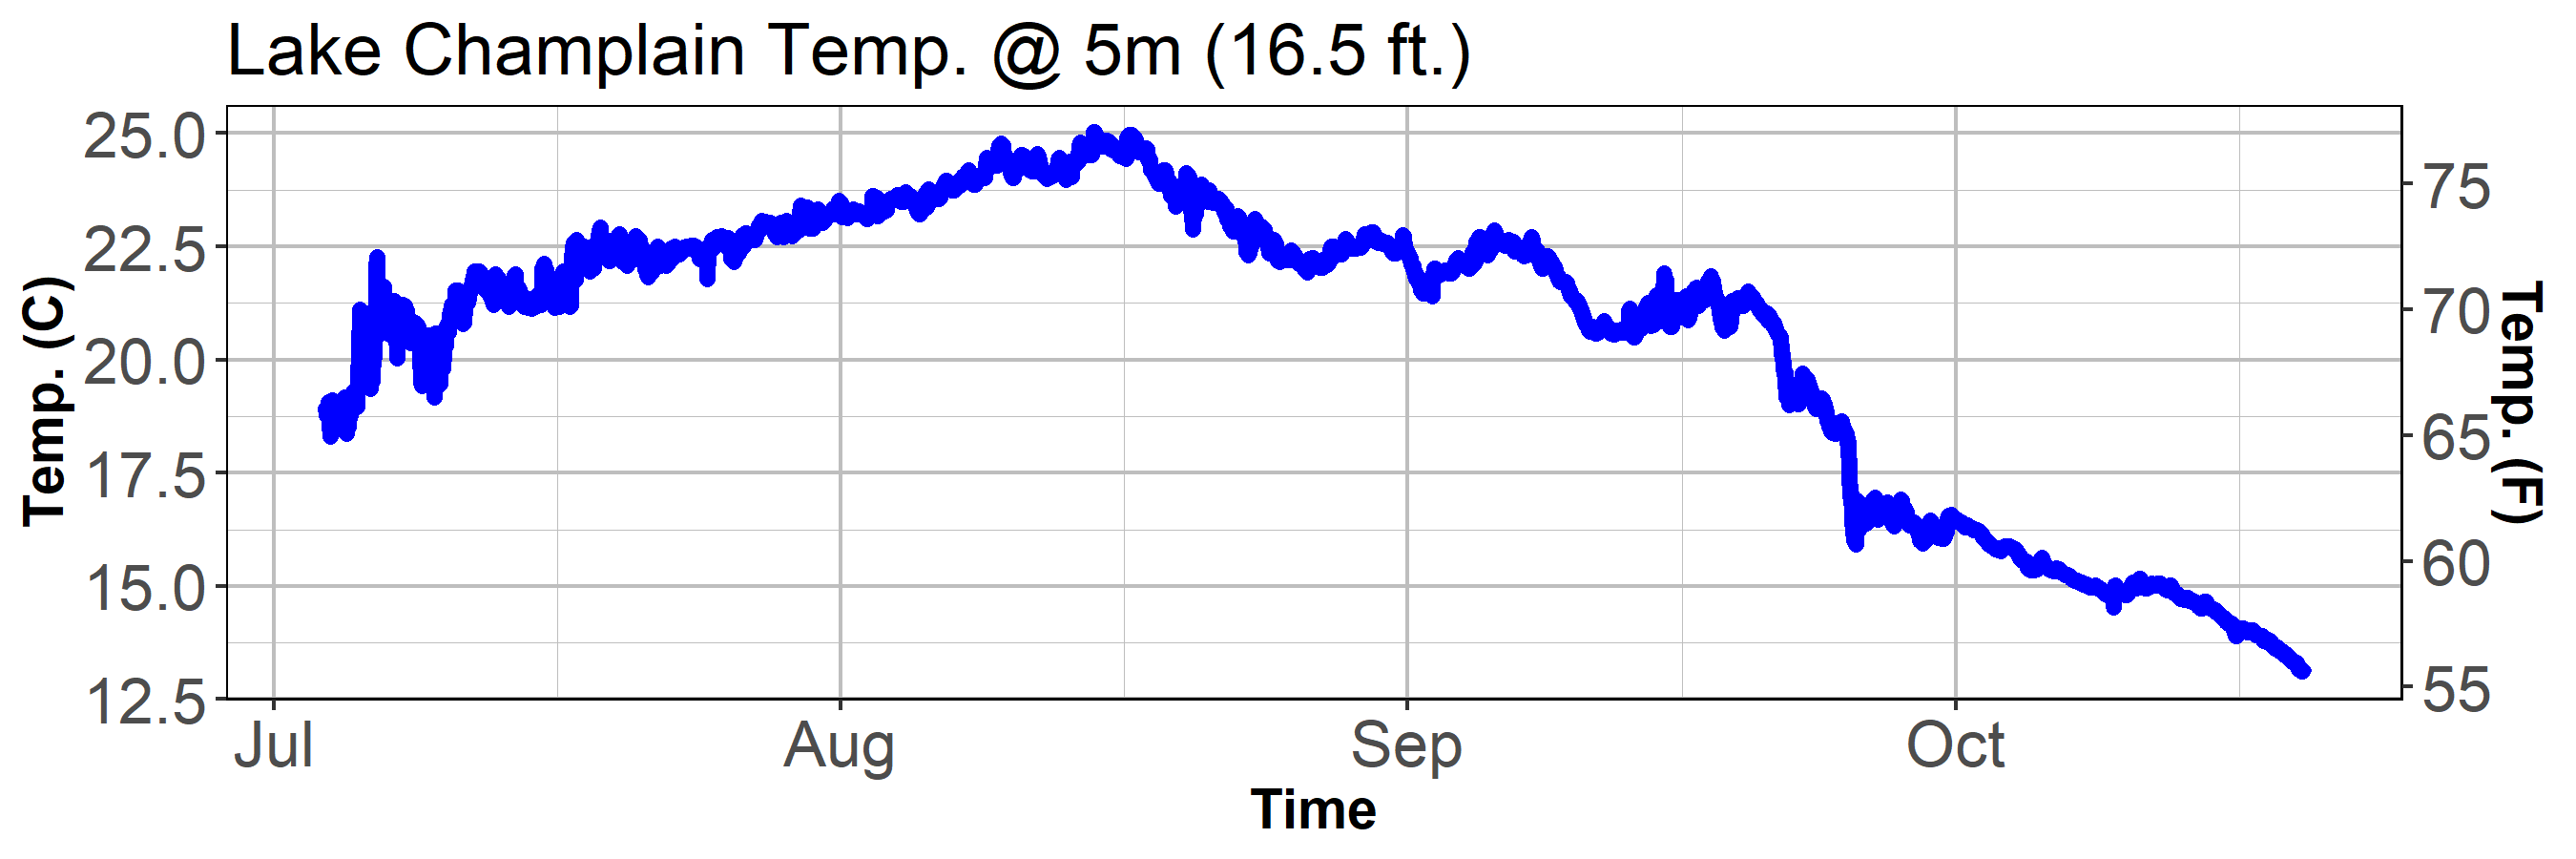 Lake Champlain Temp. @ 5m (16.5 ft.)
Temp. (C)
25.0
22.5
20.0
17.5
15.0
12.5
75
70
65
60
55
Temp. (F)
Jul Aug Sep Oct
Time